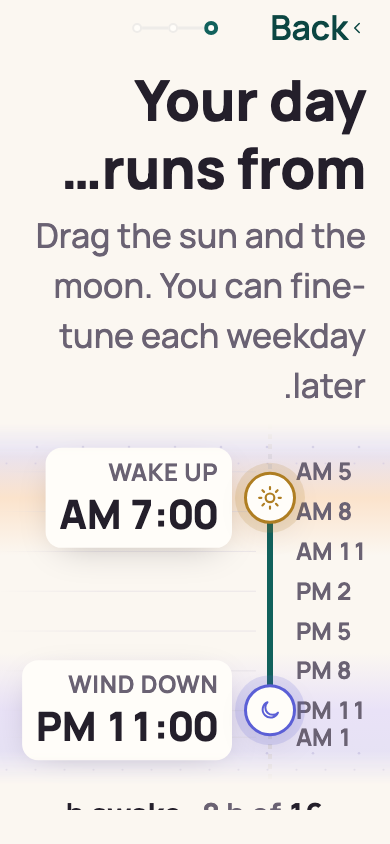 Back ‹
Your day
…runs from
Drag the sun and the
moon. You can fine-
tune each weekday
.later
WAKE UP
AM 7:00
AM 5
AM 8
AM 11
PM 2
PM 5
PM 8
PM 11
AM 1
WIND DOWN
PM 11:00